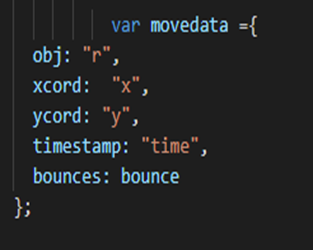 var movedata ={
obj: "r",
xcord: "x",
ycord: "y",
timestamp: "time",
bounces: bounce
};